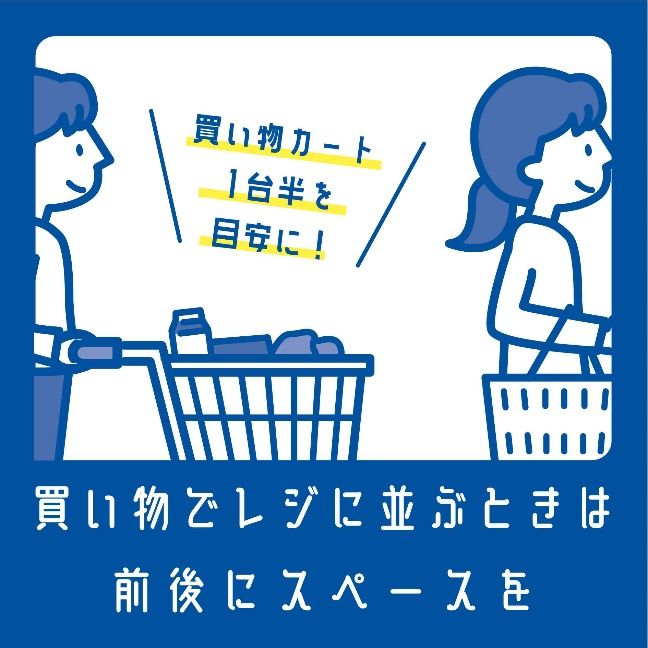 買い物カート
1台半を
目安に！
買い物でレジに並ぶときは
前後にスペースを